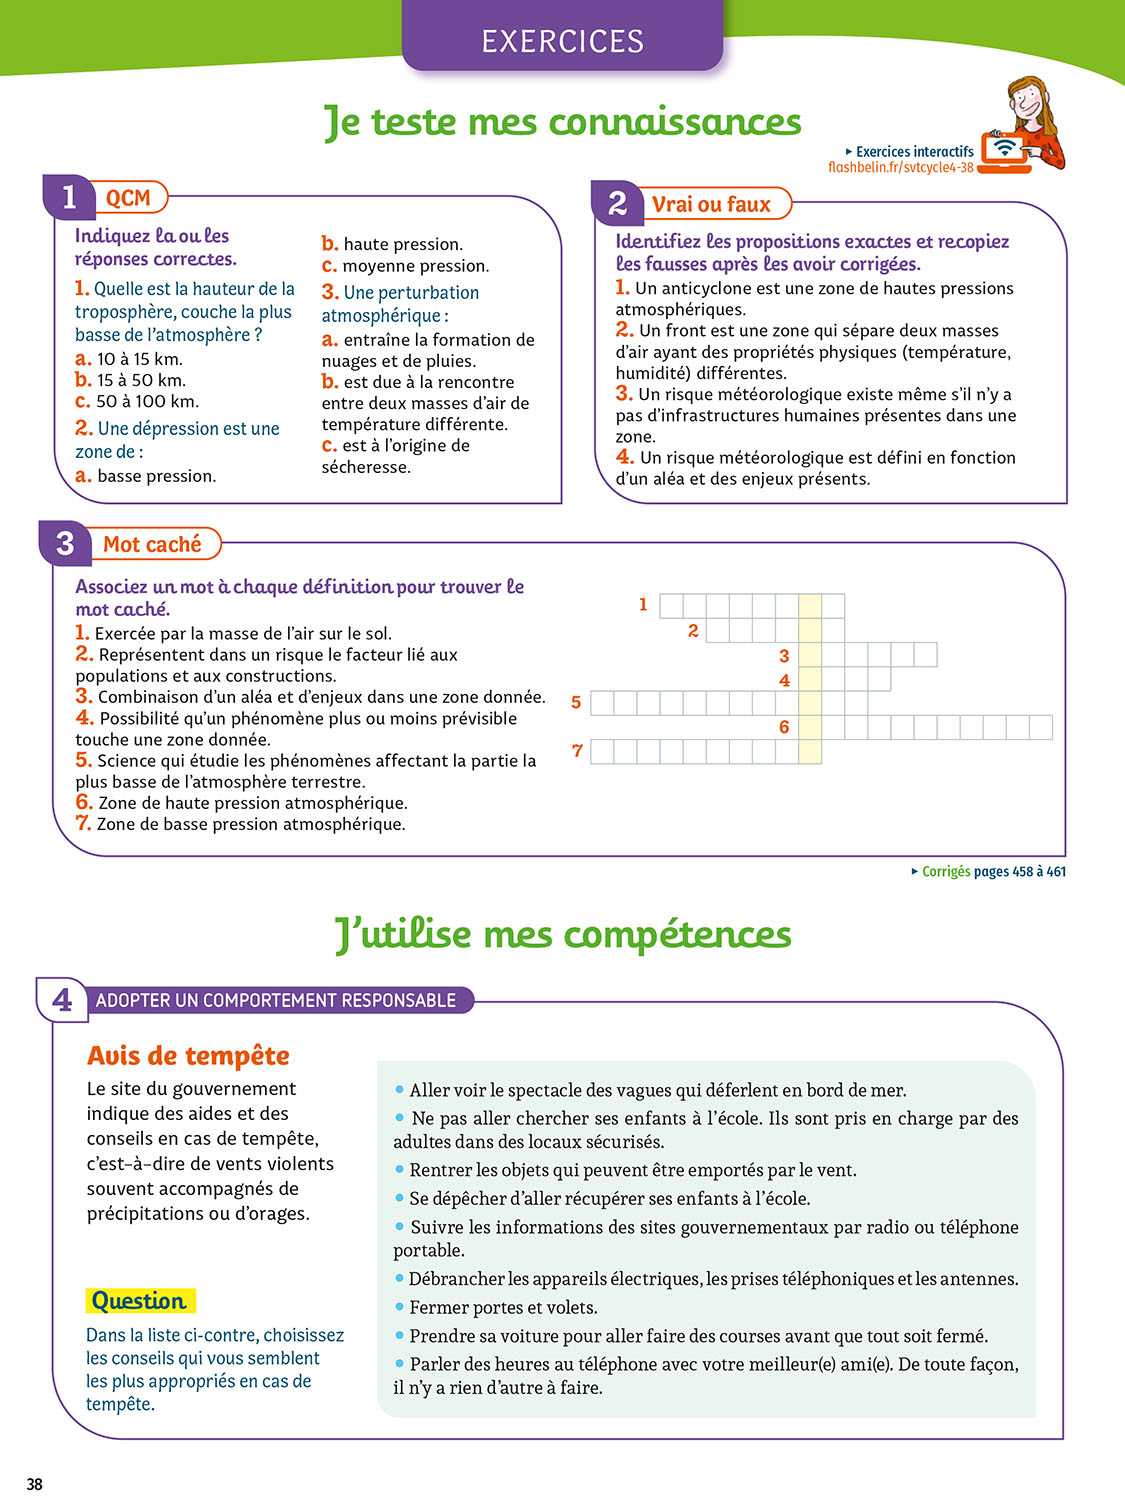 EXERCICES
Je teste mes connaissances
▸ Exercices interactifs
flashbelin.fr/svtcycle4-38
1 QCM
Indiquez la ou les
réponses correctes.
1. Quelle est la hauteur de la
troposphère, couche la plus
basse de l'atmosphère ?
a. 10 à 15 km.
b. 15 à 50 km.
c. 50 à 100 km.
2. Une dépression est une
zone de :
a. basse pression.
b. haute pression.
c. moyenne pression.
3. Une perturbation
atmosphérique :
a. entraîne la formation de
nuages et de pluies.
b. est due à la rencontre
entre deux masses d'air de
température différente.
c. est à l'origine de
sécheresse.
2 Vrai ou faux
Identifiez les propositions exactes et recopiez
les fausses après les avoir corrigées.
1. Un anticyclone est une zone de hautes pressions
atmosphériques.
2. Un front est une zone qui sépare deux masses
d'air ayant des propriétés physiques (température,
humidité) différentes.
3. Un risque météorologique existe même s'il n'y a
pas d'infrastructures humaines présentes dans une
zone.
4. Un risque météorologique est défini en fonction
d'un aléa et des enjeux présents.
3 Mot caché
Associez un mot à chaque définition pour trouver le
mot caché.
1. Exercée par la masse de l'air sur le sol.
2. Représentent dans un risque le facteur lié aux
populations et aux constructions.
3. Combinaison d'un aléa et d'enjeux dans une zone donnée.
4. Possibilité qu'un phénomène plus ou moins prévisible
touche une zone donnée.
5. Science qui étudie les phénomènes affectant la partie la
plus basse de l'atmosphère terrestre.
6. Zone de haute pression atmosphérique.
7. Zone de basse pression atmosphérique.
1
2
3
4
5
6
7
▸ Corrigés pages 458 à 461
J'utilise mes compétences
4 ADOPTER UN COMPORTEMENT RESPONSABLE
Avis de tempête
Le site du gouvernement
indique des aides et des
conseils en cas de tempête,
c'est-à-dire de vents violents
souvent accompagnés de
précipitations ou d'orages.
Question
Dans la liste ci-contre, choisissez
les conseils qui vous semblent
les plus appropriés en cas de
tempête.
• Aller voir le spectacle des vagues qui déferlent en bord de mer.
• Ne pas aller chercher ses enfants à l'école. Ils sont pris en charge par des
adultes dans des locaux sécurisés.
• Rentrer les objets qui peuvent être emportés par le vent.
• Se dépêcher d'aller récupérer ses enfants à l'école.
• Suivre les informations des sites gouvernementaux par radio ou téléphone
portable.
• Débrancher les appareils électriques, les prises téléphoniques et les antennes.
• Fermer portes et volets.
• Prendre sa voiture pour aller faire des courses avant que tout soit fermé.
• Parler des heures au téléphone avec votre meilleur(e) ami(e). De toute façon,
il n'y a rien d'autre à faire.
38